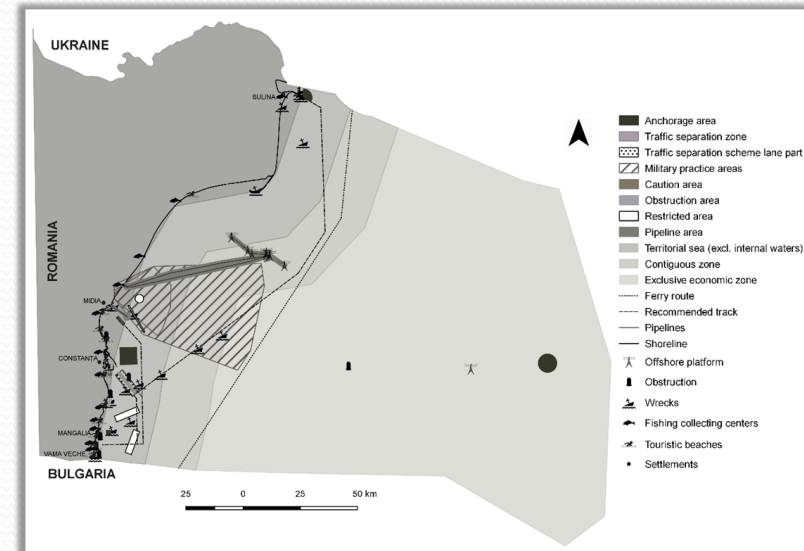 UKRAINE
SULINA
ROMANIA
MIDIA
CONSTANȚA
MANGALIA
VAMA VECHE
BULGARIA
25 0 25 50 km
Anchorage area
Traffic separation zone
Traffic separation scheme lane part
Military practice areas
Caution area
Obstruction area
Restricted area
Pipeline area
Territorial sea (excl. internal waters)
Contiguous zone
Exclusive economic zone
Ferry route
Recommended track
Pipelines
Shoreline
Offshore platform
Obstruction
Wrecks
Fishing collecting centers
Touristic beaches
Settlements